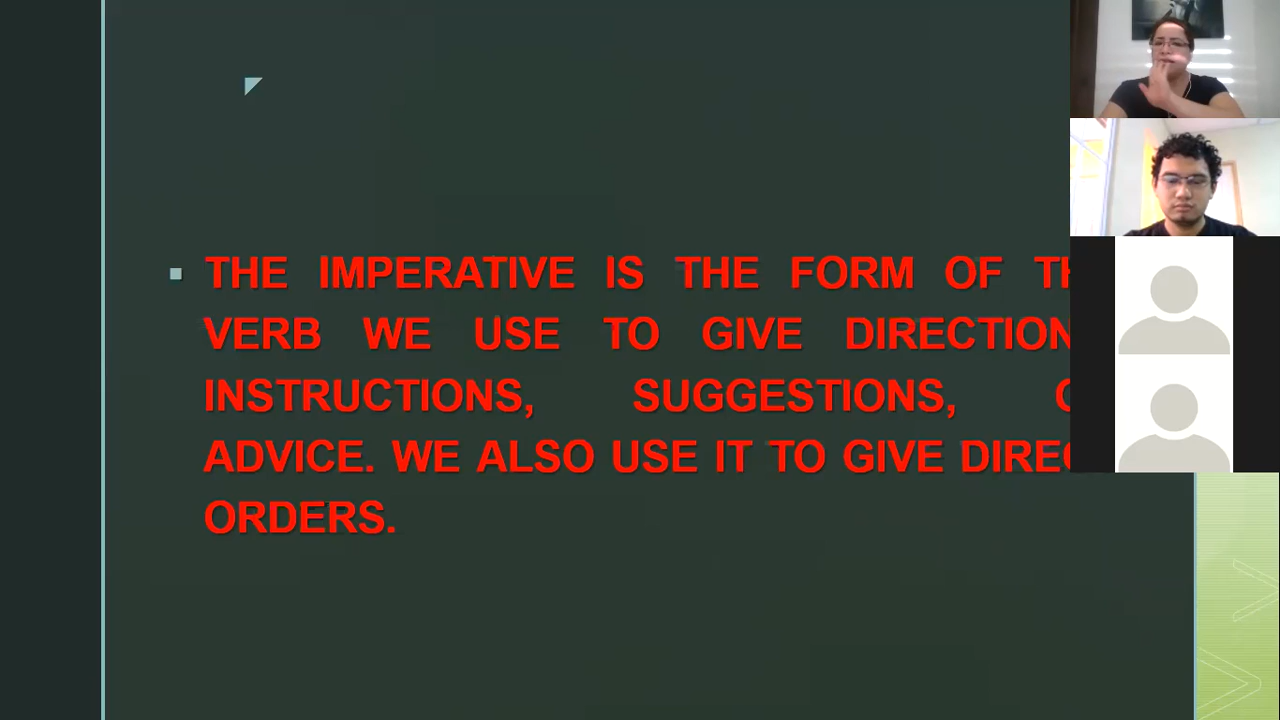 THE IMPERATIVE IS THE FORM OF
VERB WE USE TO GIVE
INSTRUCTIONS, SUGGESTIONS,
ADVICE. WE ALSO USE IT TO GIVE
ORDERS.